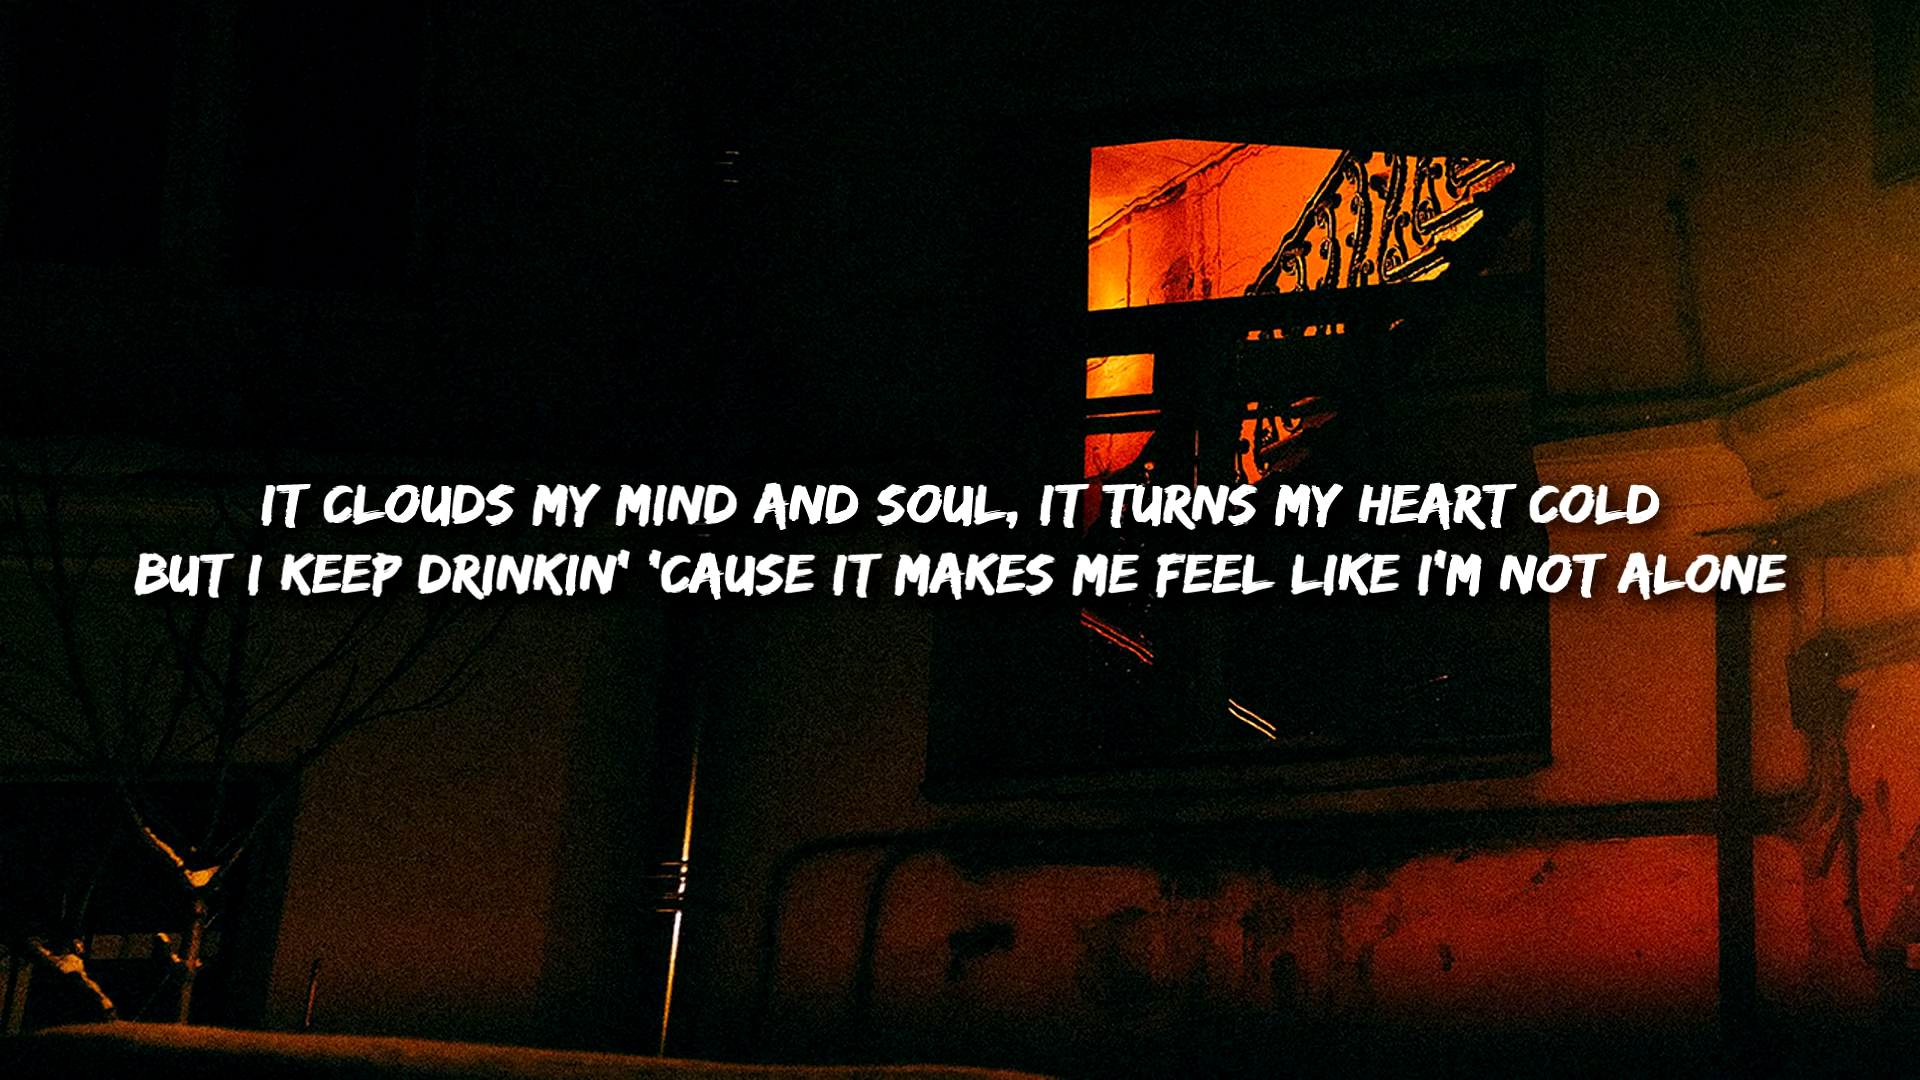 IT CLOUDS MY MIND AND SOUL, IT TURNS MY HEART COLD
BUT I KEEP DRINKIN' 'CAUSE IT MAKES ME FEEL LIKE I'M NOT ALONE